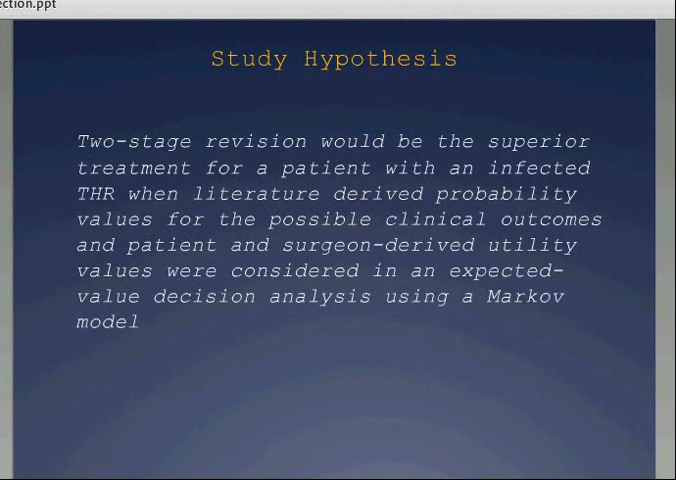 ection.ppt
Study Hypothesis
Two-stage revision would be the superior
treatment for a patient with an infected
THR when literature derived probability
values for the possible clinical outcomes
and patient and surgeon-derived utility
values were considered in an expected-
value decision analysis using a Markov
model